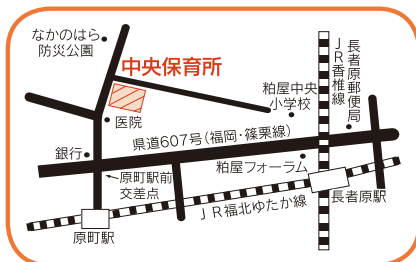 なかのはら
防災公園
中央保育所
医院
銀行
原町駅前
交差点
原町駅
県道607号(福岡・篠栗線)
粕屋中央
小学校
粕屋フォーラム
JR福北ゆたか線
JR香椎線
長者原郵便局
長者原駅